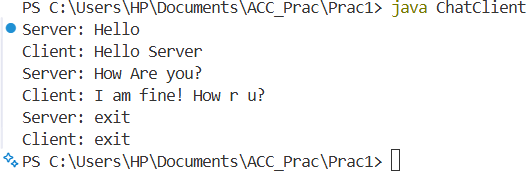 PS C:\Users\HP\Documents\ACC_Prac\Prac1> java ChatClient
Server: Hello
Client: Hello Server
Server: How Are you?
Client: I am fine! How r u?
Server: exit
Client: exit
PS C:\Users\HP\Documents\ACC_Prac\Prac1>